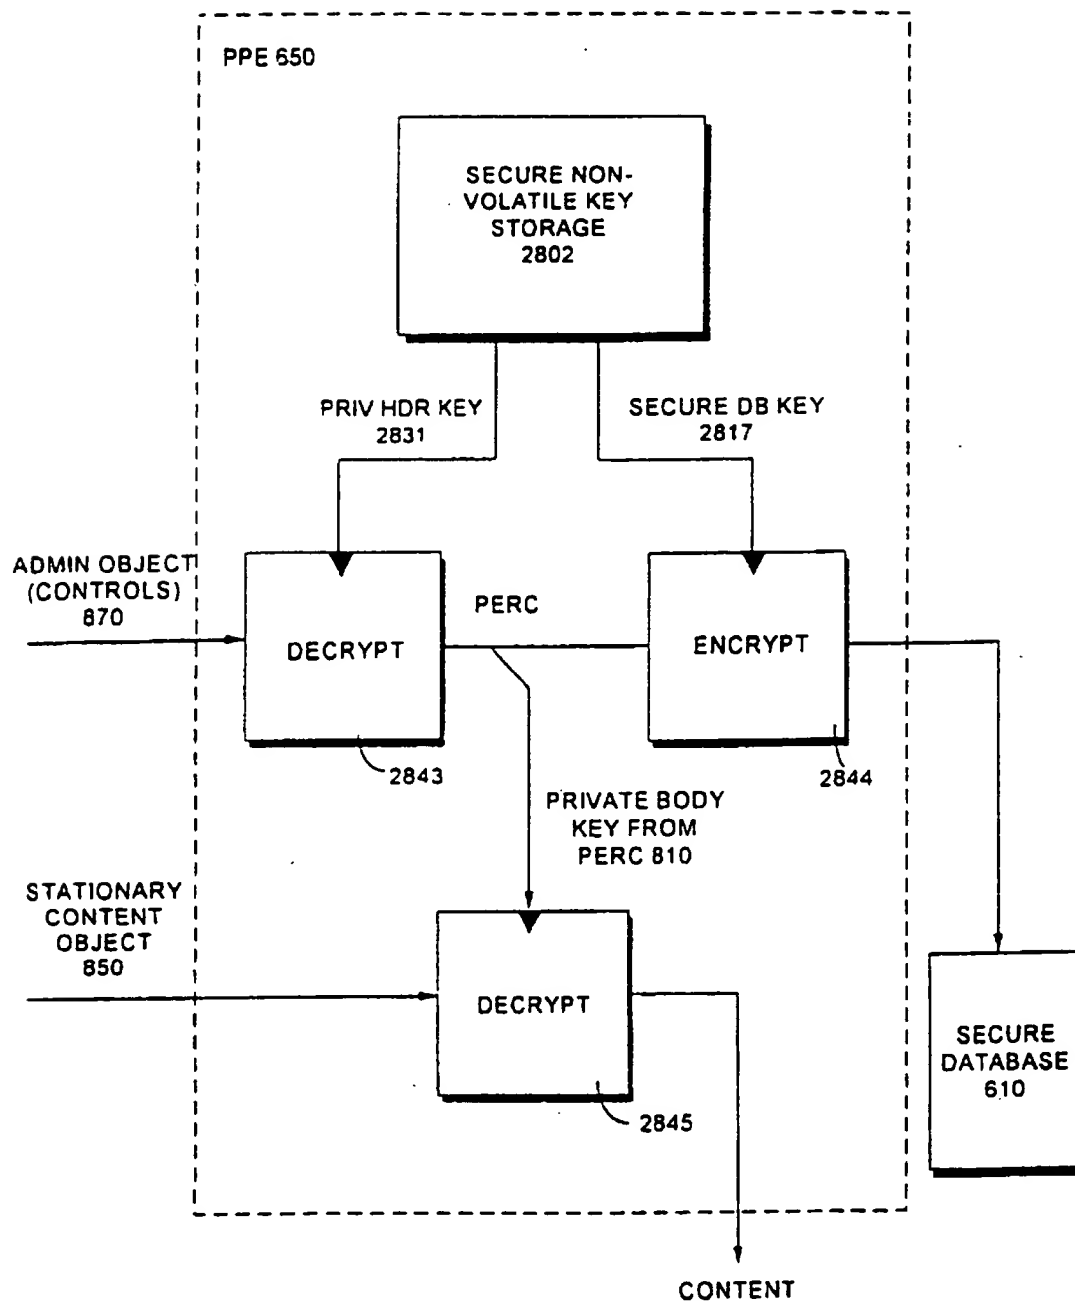 PPE 650
SECURE NON-
VOLATILE KEY
STORAGE
2802
PRIV HDR KEY
2831
SECURE DB KEY
2817
ADMIN OBJECT
(CONTROLS)
870
DECRYPT
PERC
ENCRYPT
2843
2844
PRIVATE BODY
KEY FROM
PERC 810
STATIONARY
CONTENT
OBJECT
850
DECRYPT
2845
SECURE
DATABASE
610
CONTENT